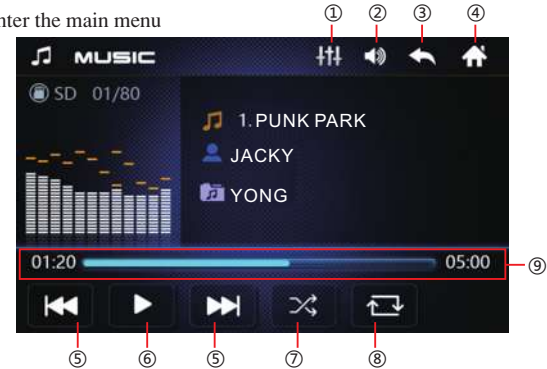 nter the main menu
① ② ③ ④
MUSIC
SD 01/80
1. PUNK PARK
JACKY
YONG
01:20 05:00 ⑨
⑤ ⑥ ⑤ ⑦ ⑧